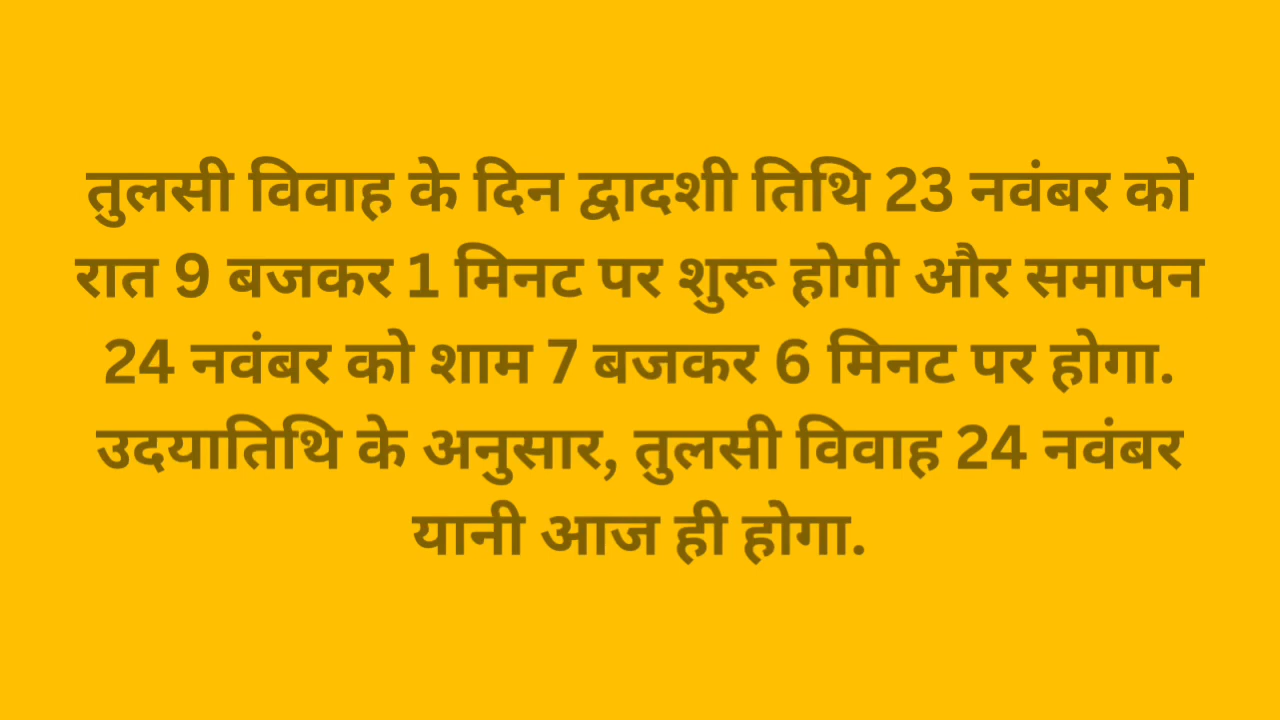 तुलसी विवाह के दिन द्वादशी तिथि 23 नवंबर को
रात 9 बजकर 1 मिनट पर शुरू होगी और समापन
24 नवंबर को शाम 7 बजकर 6 मिनट पर होगा.
उदयातिथि के अनुसार, तुलसी विवाह 24 नवंबर
यानी आज ही होगा.